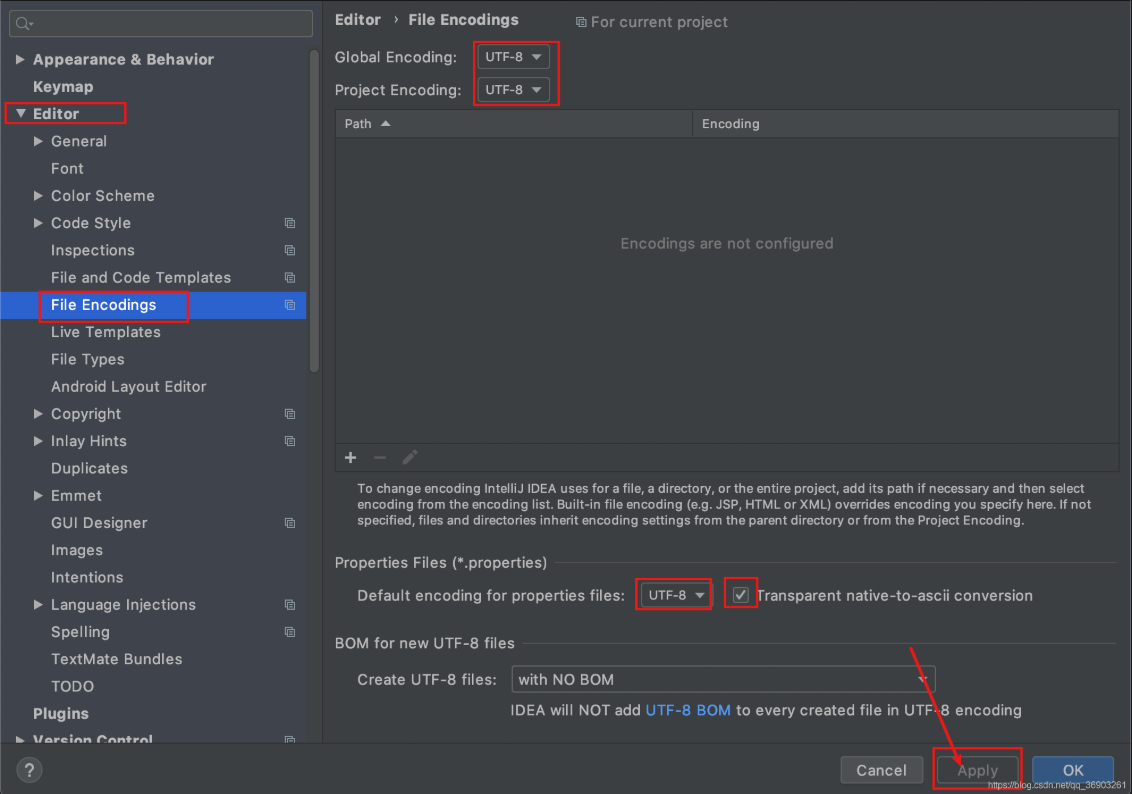 Editor › File Encodings
For current project
Appearance & Behavior
Keymap
Editor
General
Font
Color Scheme
Code Style
Inspections
File and Code Templates
File Encodings
Live Templates
File Types
Android Layout Editor
Copyright
Inlay Hints
Duplicates
Emmet
GUI Designer
Images
Intentions
Language Injections
Spelling
TextMate Bundles
TODO
Plugins
Version Control
Global Encoding: UTF-8
Project Encoding: UTF-8
Path Encoding
Encodings are not configured
To change encoding IntelliJ IDEA uses for a file, a directory, or the entire project, add its path if necessary and then select
encoding from the encoding list. Built-in file encoding (e.g. JSP, HTML or XML) overrides encoding you specify here. If not
specified, files and directories inherit encoding settings from the parent directory or from the Project Encoding.
Properties Files (*.properties)
Default encoding for properties files: UTF-8 Transparent native-to-ascii conversion
BOM for new UTF-8 files
Create UTF-8 files: with NO BOM
IDEA will NOT add UTF-8 BOM to every created file in UTF-8 encoding
? Cancel Apply OK
https://blog.csdn.net/qq_36903261